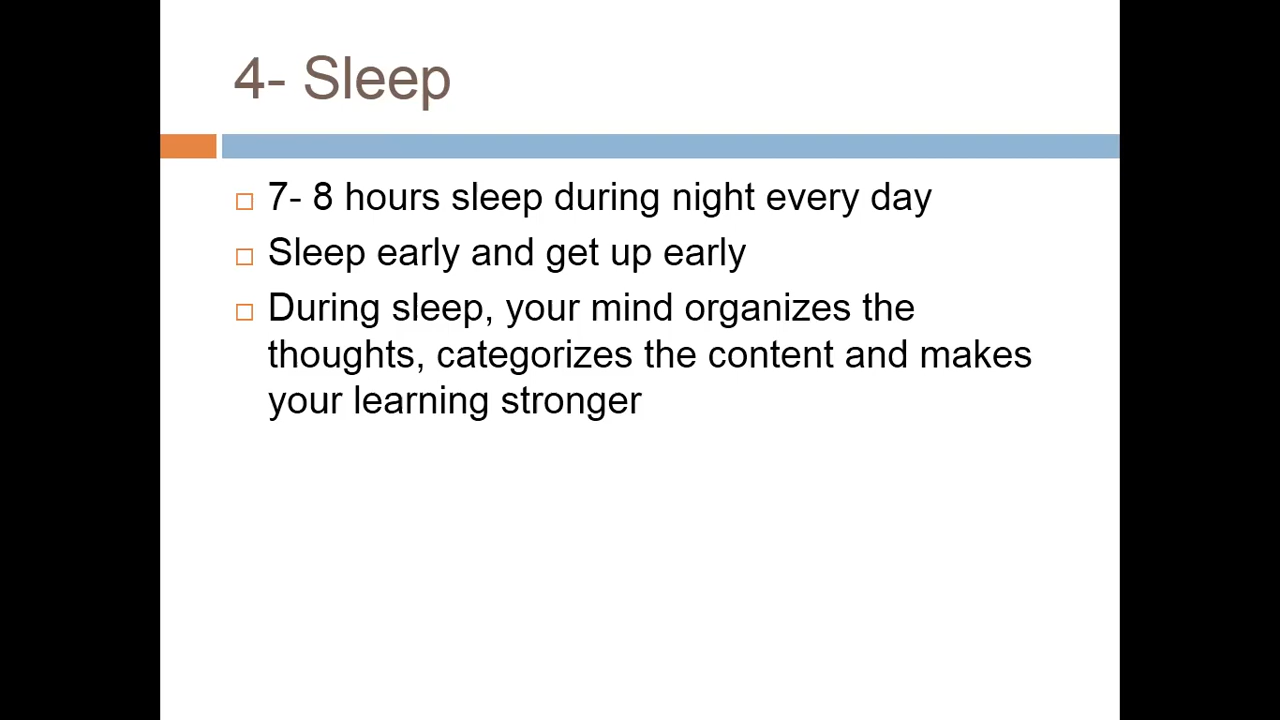 4- Sleep
7- 8 hours sleep during night every day
Sleep early and get up early
During sleep, your mind organizes the
thoughts, categorizes the content and makes
your learning stronger